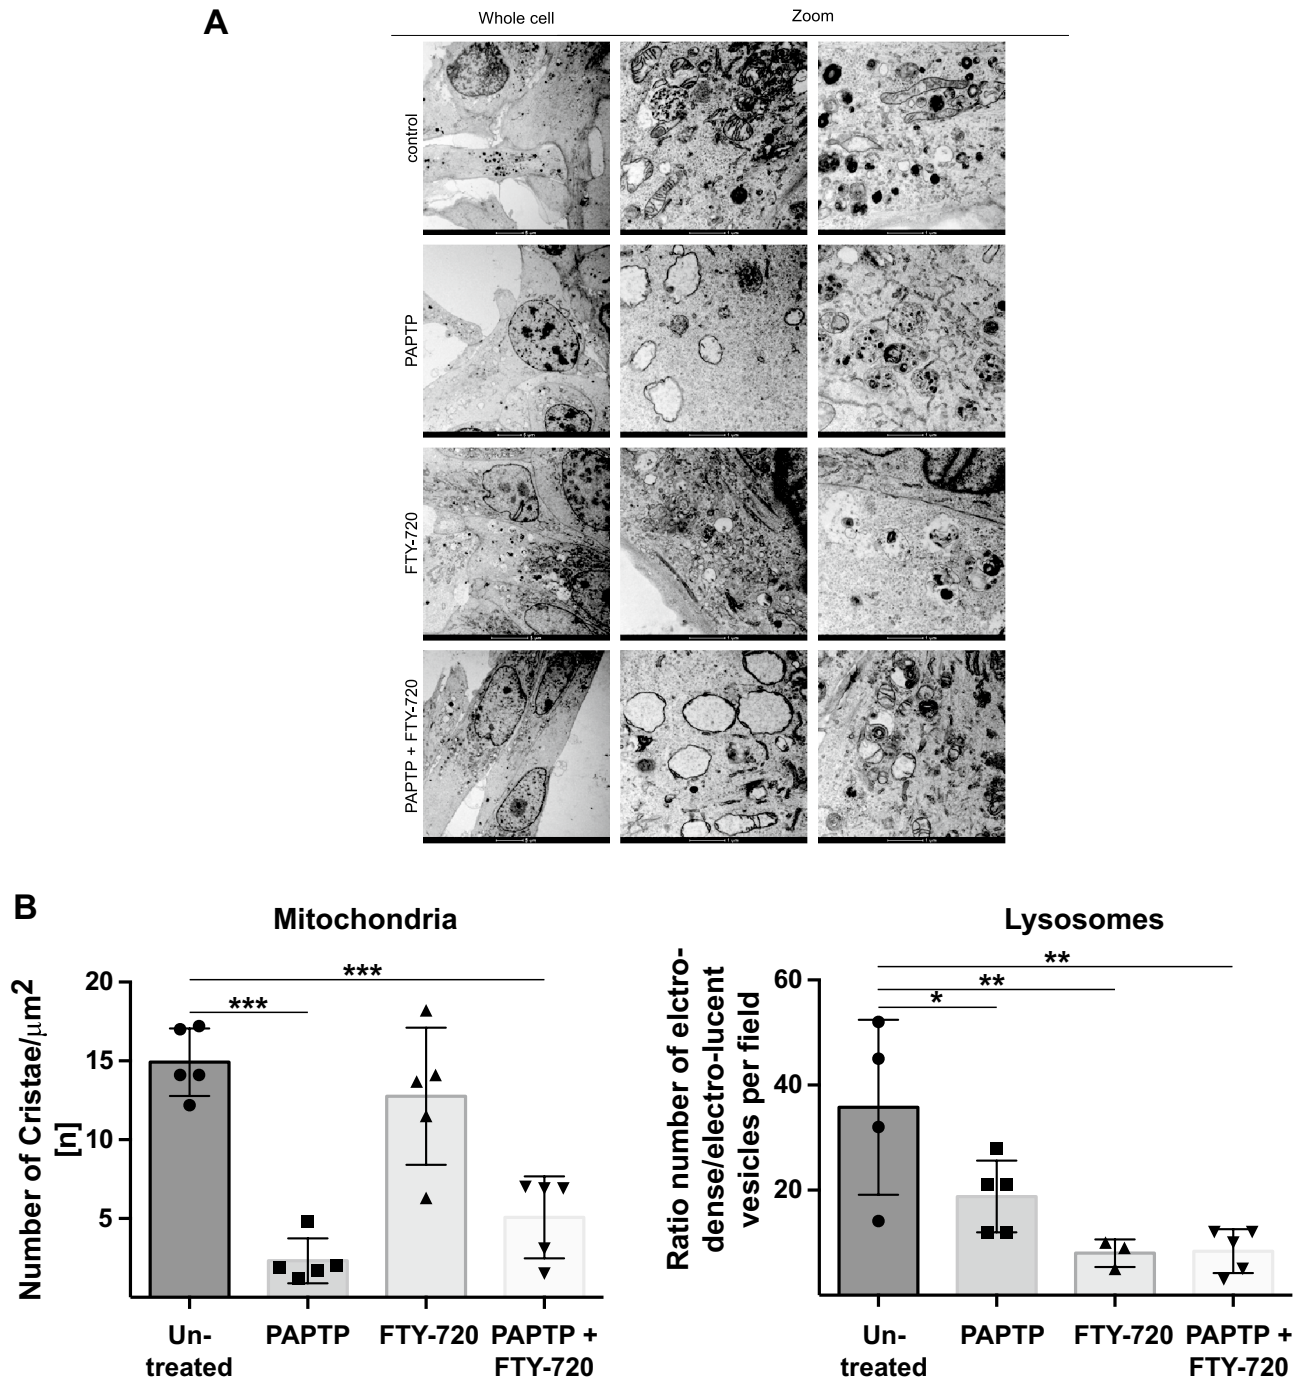 A
Whole cell
Zoom
control
PAPTP
FTY-720
PAPTP + FTY-720
B
Mitochondria
Number of Cristae/μm2
[n]
20
15
10
5
***
***
Un-
treated
PAPTP
FTY-720
PAPTP +
FTY-720
Lysosomes
Ratio number of elctro-
dense/electro-lucent
vesicles per field
60
40
20
**
**
*
Un-
treated
PAPTP
FTY-720
PAPTP +
FTY-720